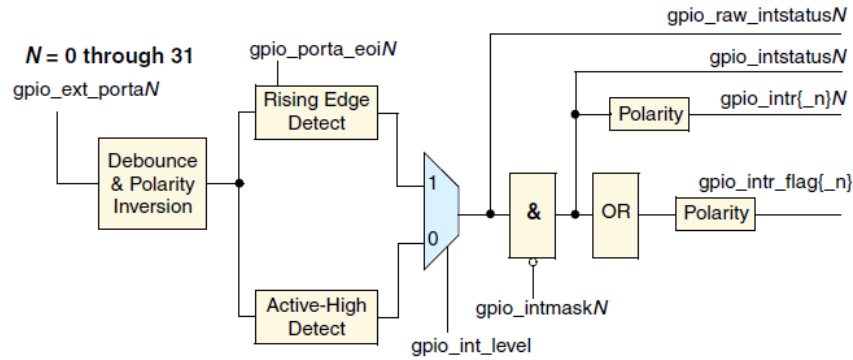 gpio_raw_intstatusN
N = 0 through 31
gpio_porta_eoiN
gpio_intstatusN
gpio_ext_portaN
Rising Edge
Detect
gpio_intr{_n}N
Polarity
Debounce
& Polarity
Inversion
1
0
&
OR
gpio_intr_flag{_n}
Polarity
Active-High
Detect
gpio_intmaskN
gpio_int_level